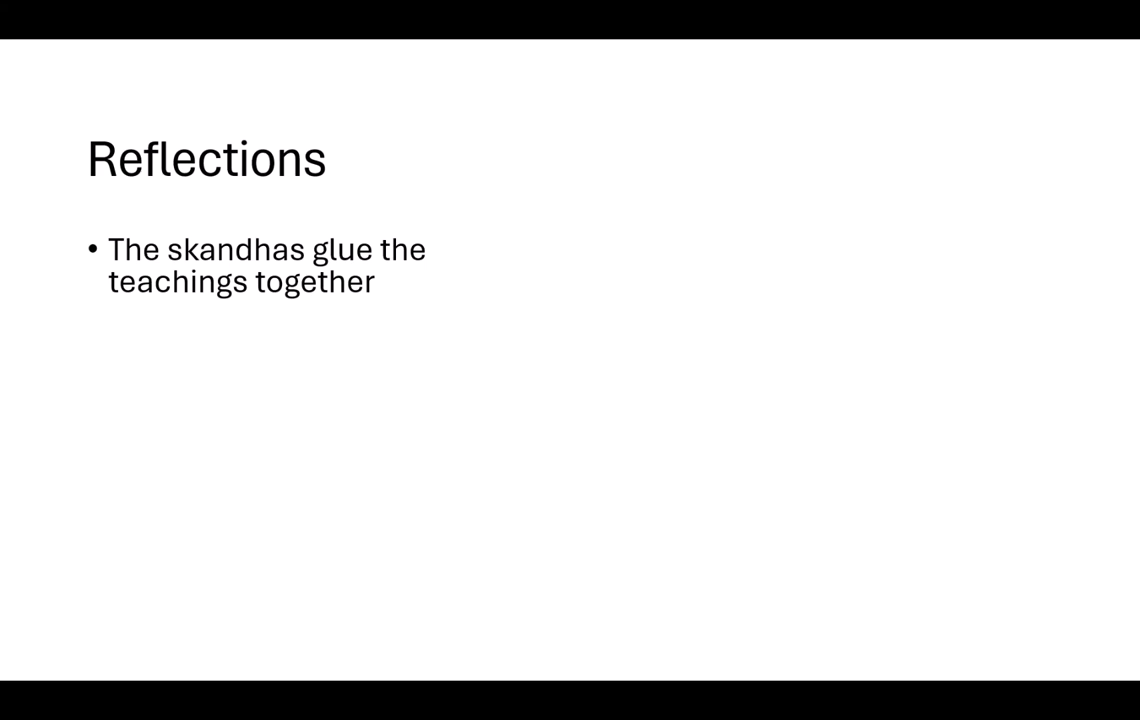 Reflections
• The skandhas glue the
teachings together